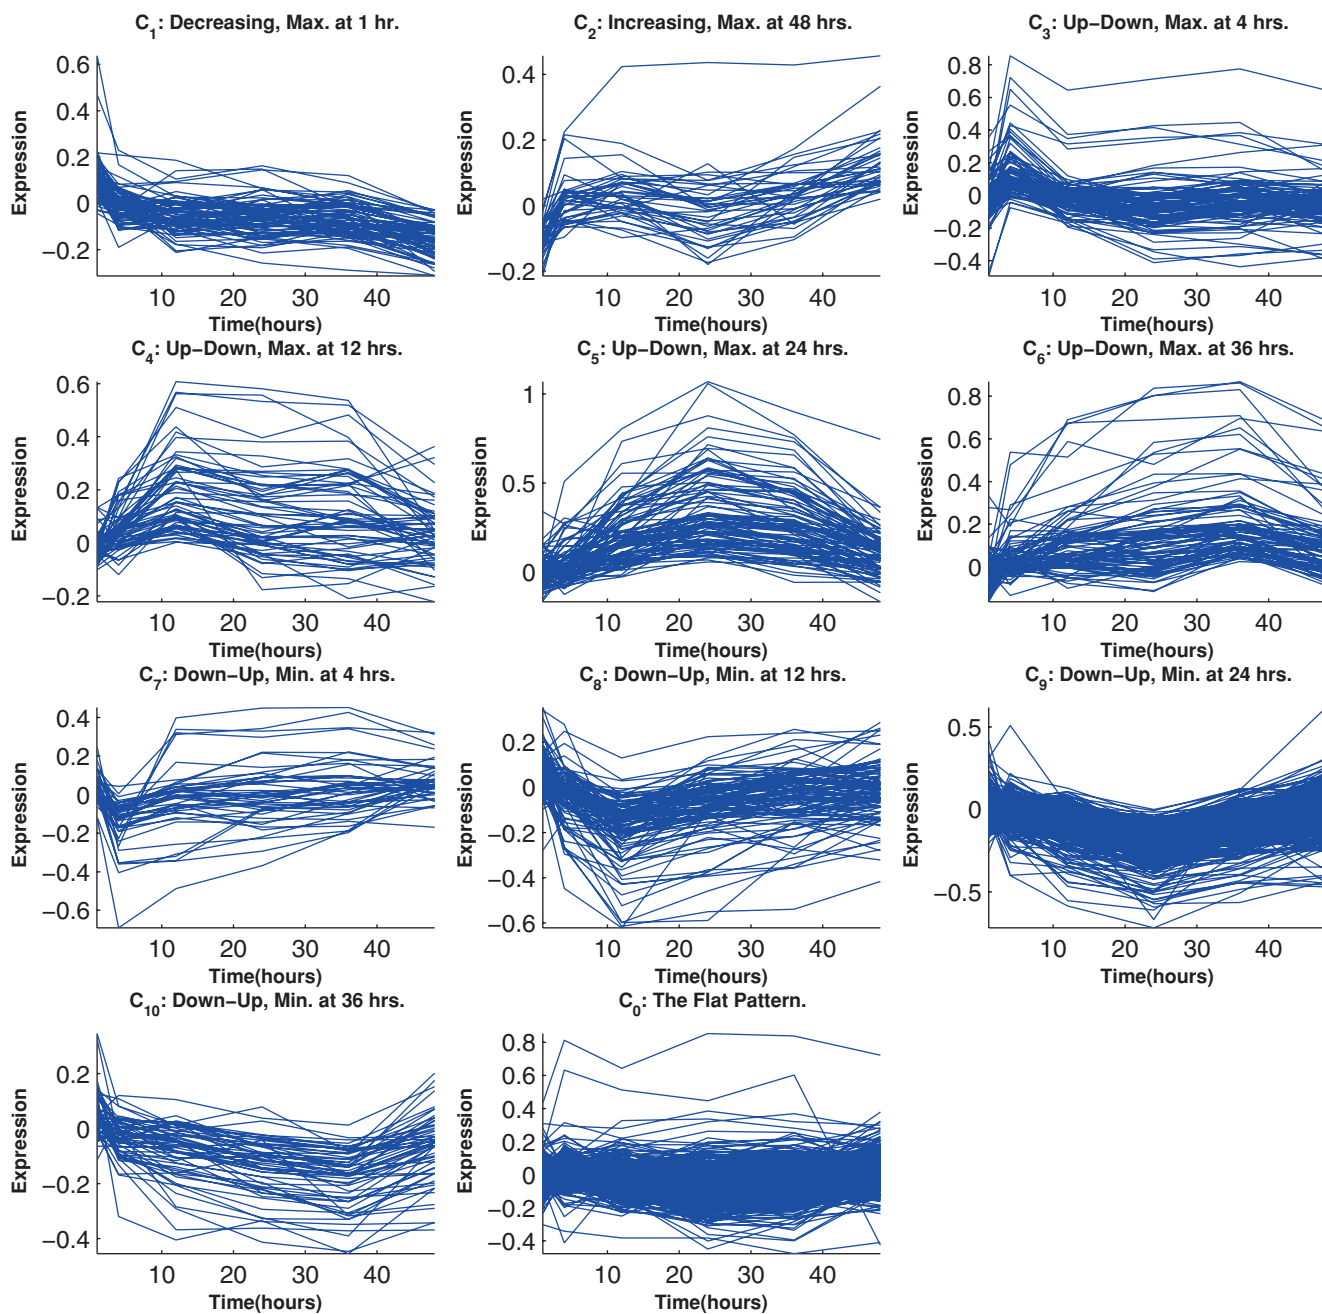 C1: Decreasing, Max. at 1 hr.
0.6
0.4
0.2
0
−0.2
Expression
10 20 30 40
Time(hours)
C2: Increasing, Max. at 48 hrs.
0.4
0.2
0
−0.2
Expression
10 20 30 40
Time(hours)
C3: Up−Down, Max. at 4 hrs.
0.8
0.6
0.4
0.2
0
−0.2
−0.4
Expression
10 20 30 40
Time(hours)
C4: Up−Down, Max. at 12 hrs.
0.6
0.4
0.2
0
−0.2
Expression
10 20 30 40
Time(hours)
C5: Up−Down, Max. at 24 hrs.
1
0.5
0
Expression
10 20 30 40
Time(hours)
C6: Up−Down, Max. at 36 hrs.
0.8
0.6
0.4
0.2
0
Expression
10 20 30 40
Time(hours)
C7: Down−Up, Min. at 4 hrs.
0.4
0.2
0
−0.2
−0.4
−0.6
Expression
10 20 30 40
Time(hours)
C8: Down−Up, Min. at 12 hrs.
0.2
0
−0.2
−0.4
−0.6
Expression
10 20 30 40
Time(hours)
C9: Down−Up, Min. at 24 hrs.
0.5
0
−0.5
Expression
10 20 30 40
Time(hours)
C10: Down−Up, Min. at 36 hrs.
0.2
0
−0.2
−0.4
Expression
10 20 30 40
Time(hours)
C0: The Flat Pattern.
0.8
0.6
0.4
0.2
0
−0.2
−0.4
Expression
10 20 30 40
Time(hours)